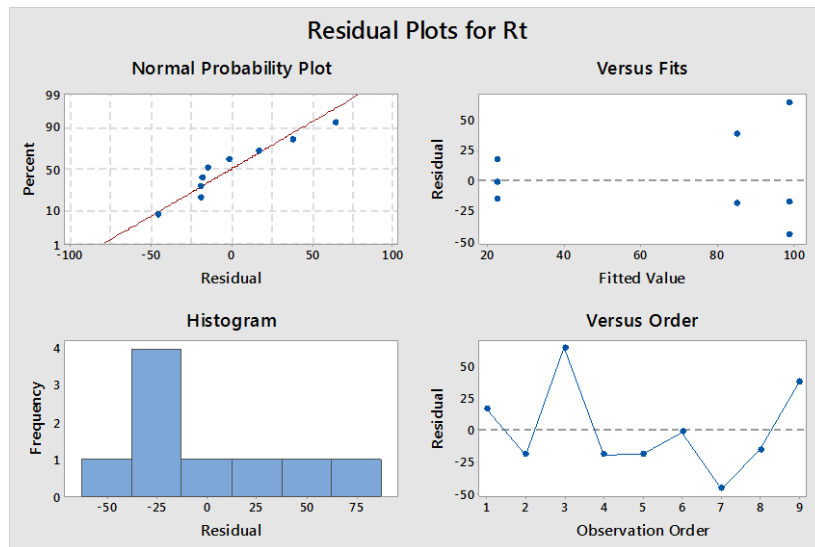 Residual Plots for Rt
Normal Probability Plot
99
90
50
10
1
Percent
-100 -50 0 50 100
Residual
Versus Fits
50
25
0
-25
-50
Residual
20 40 60 80 100
Fitted Value
Histogram
4
3
2
1
0
Frequency
-50 -25 0 25 50 75
Residual
Versus Order
50
25
0
-25
-50
Residual
1 2 3 4 5 6 7 8 9
Observation Order